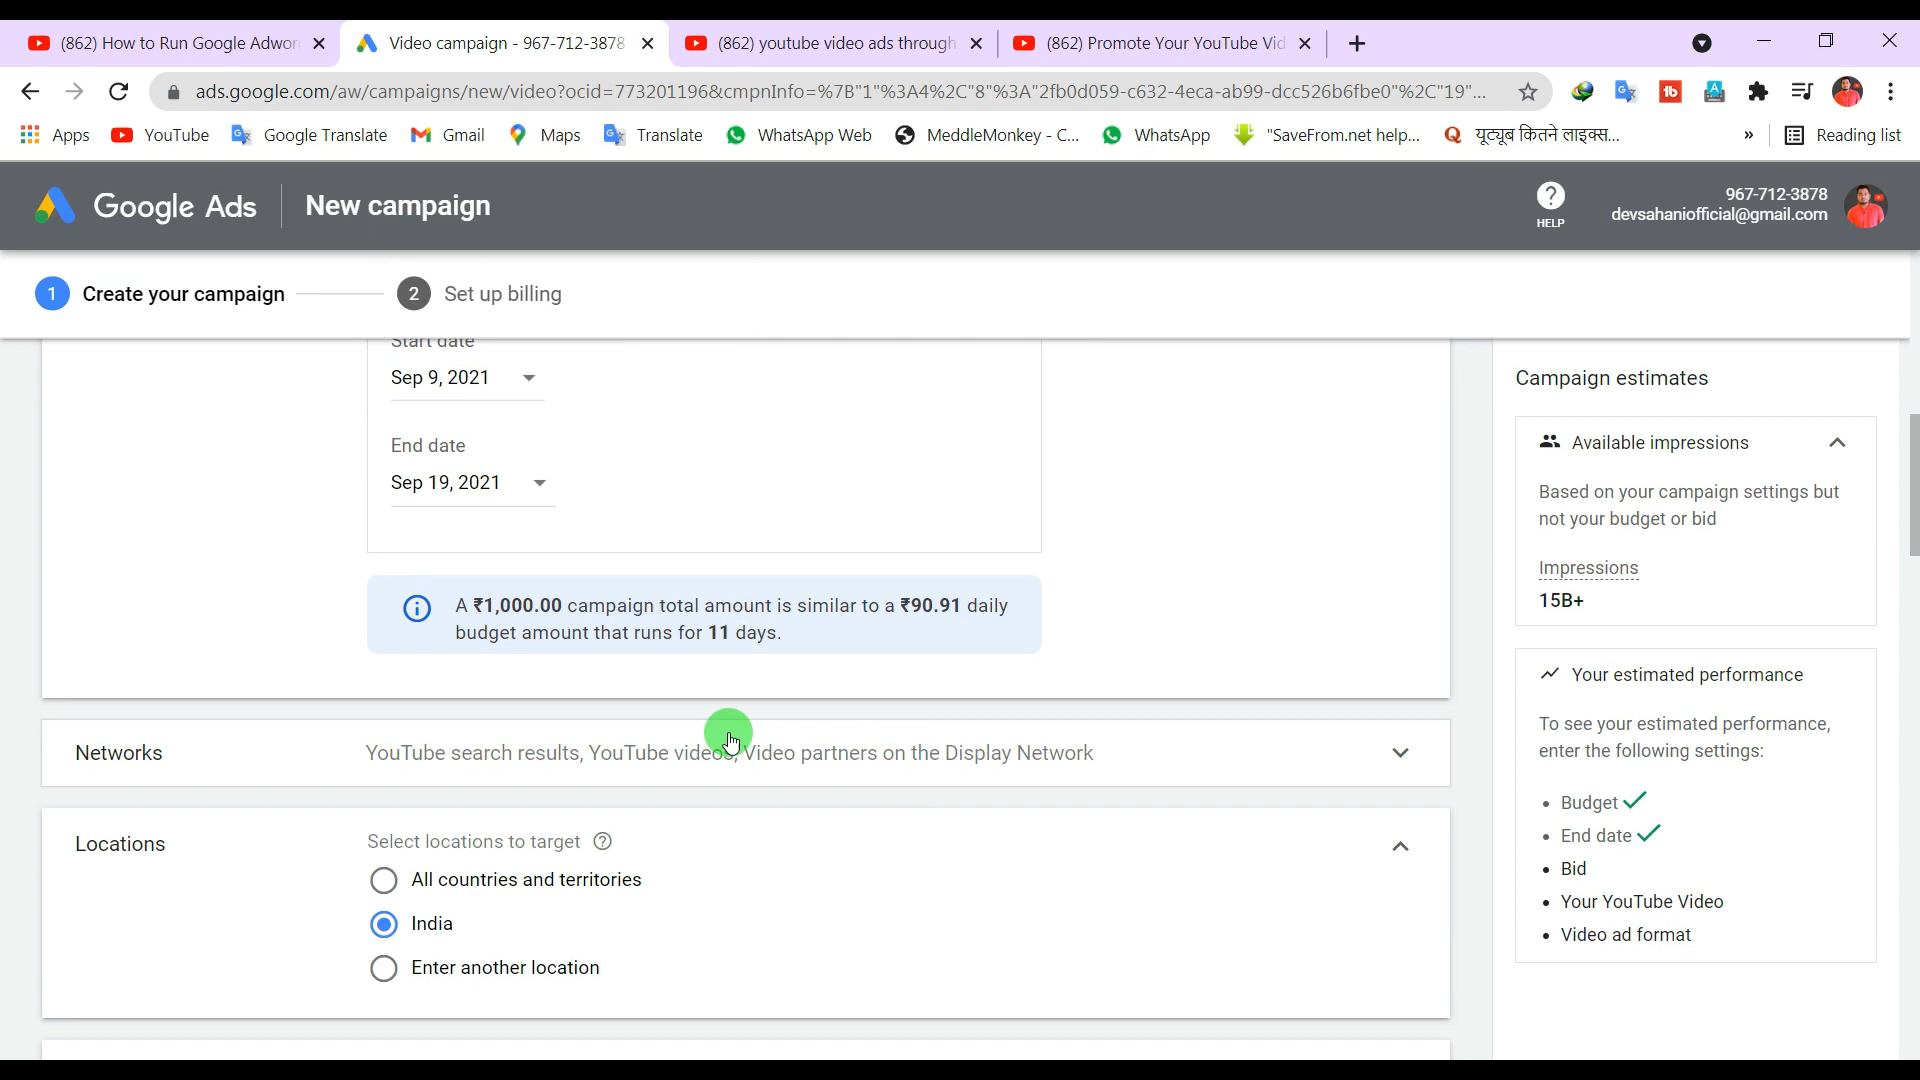 (862) How to Run Google Adwor
Video campaign - 967-712-3878
(862) youtube video ads through
(862) Promote Your YouTube Vid
ads.google.com/aw/campaigns/new/video?ocid=773201196&cmpnInfo=%7B"1"%3A4%2C"8"%3A"2fb0d059-c632-4eca-ab99-dcc526b6fbe0"%2C"19"...
Apps
YouTube
Google Translate
Gmail
Maps
Translate
WhatsApp Web
MeddleMonkey - C...
WhatsApp
"SaveFrom.net help...
यूट्यूब कितने लाइक्स...
»
Reading list
Google Ads
New campaign
HELP
967-712-3878
devsahaniofficial@gmail.com
1 Create your campaign
2 Set up billing
Start date
Sep 9, 2021
End date
Sep 19, 2021
A ₹1,000.00 campaign total amount is similar to a ₹90.91 daily
budget amount that runs for 11 days.
Networks
YouTube search results, YouTube videos, Video partners on the Display Network
Locations
Select locations to target
All countries and territories
India
Enter another location
Campaign estimates
Available impressions
Based on your campaign settings but
not your budget or bid
Impressions
15B+
Your estimated performance
To see your estimated performance,
enter the following settings:
• Budget
• End date
• Bid
• Your YouTube Video
• Video ad format